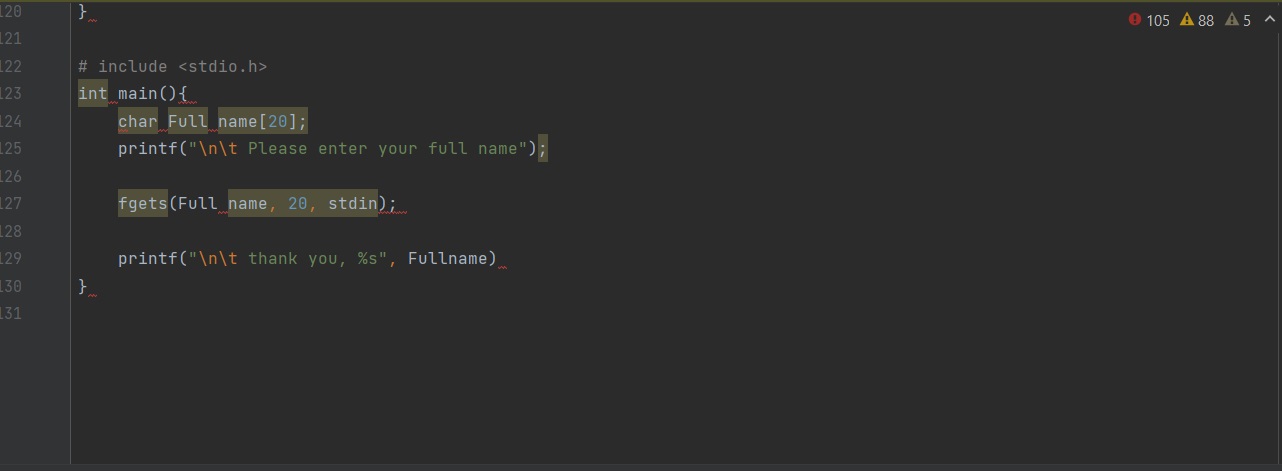 105 88 5
120 }
121
122 # include <stdio.h>
123 int main(){
124 char Full name[20];
125 printf("\n\t Please enter your full name");
126
127 fgets(Full name, 20, stdin);
128
129 printf("\n\t thank you, %s", Fullname)
130 }
131